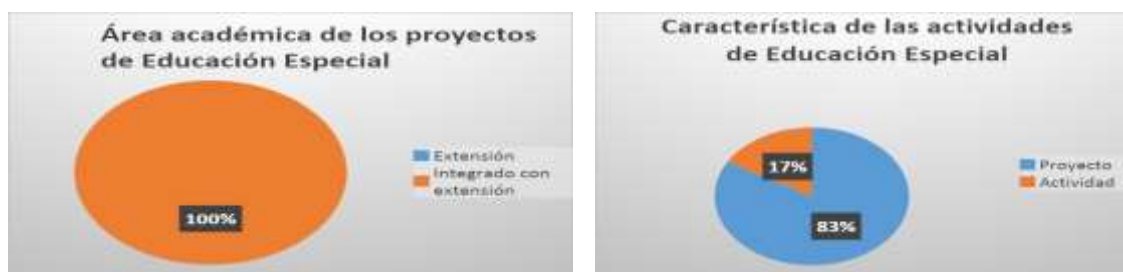 Área académica de los proyectos
de Educación Especial
Extensión
Integrado con
extensión
100%
Característica de las actividades
de Educación Especial
17%
83%
Proyecto
Actividad